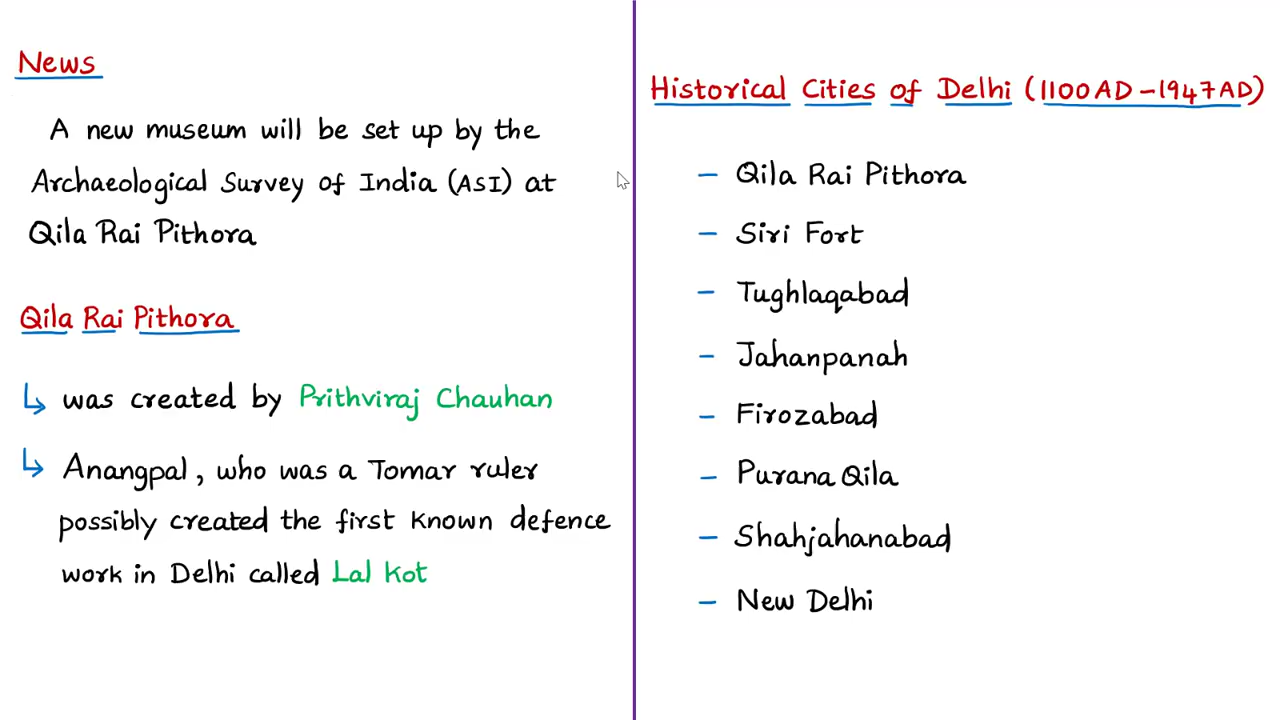 News
A new museum will be set up by the
Archaeological Survey of India (ASI) at
Qila Rai Pithora
Qila Rai Pithora
↳ was created by Prithviraj Chauhan
↳ Anangpal, who was a Tomar ruler
possibly created the first known defence
work in Delhi called Lal Kot
Historical Cities of Delhi (1100AD-1947AD)
- Qila Rai Pithora
- Siri Fort
- Tughlaqabad
- Jahanpanah
- Firozabad
- Purana Qila
- Shahjahanabad
- New Delhi